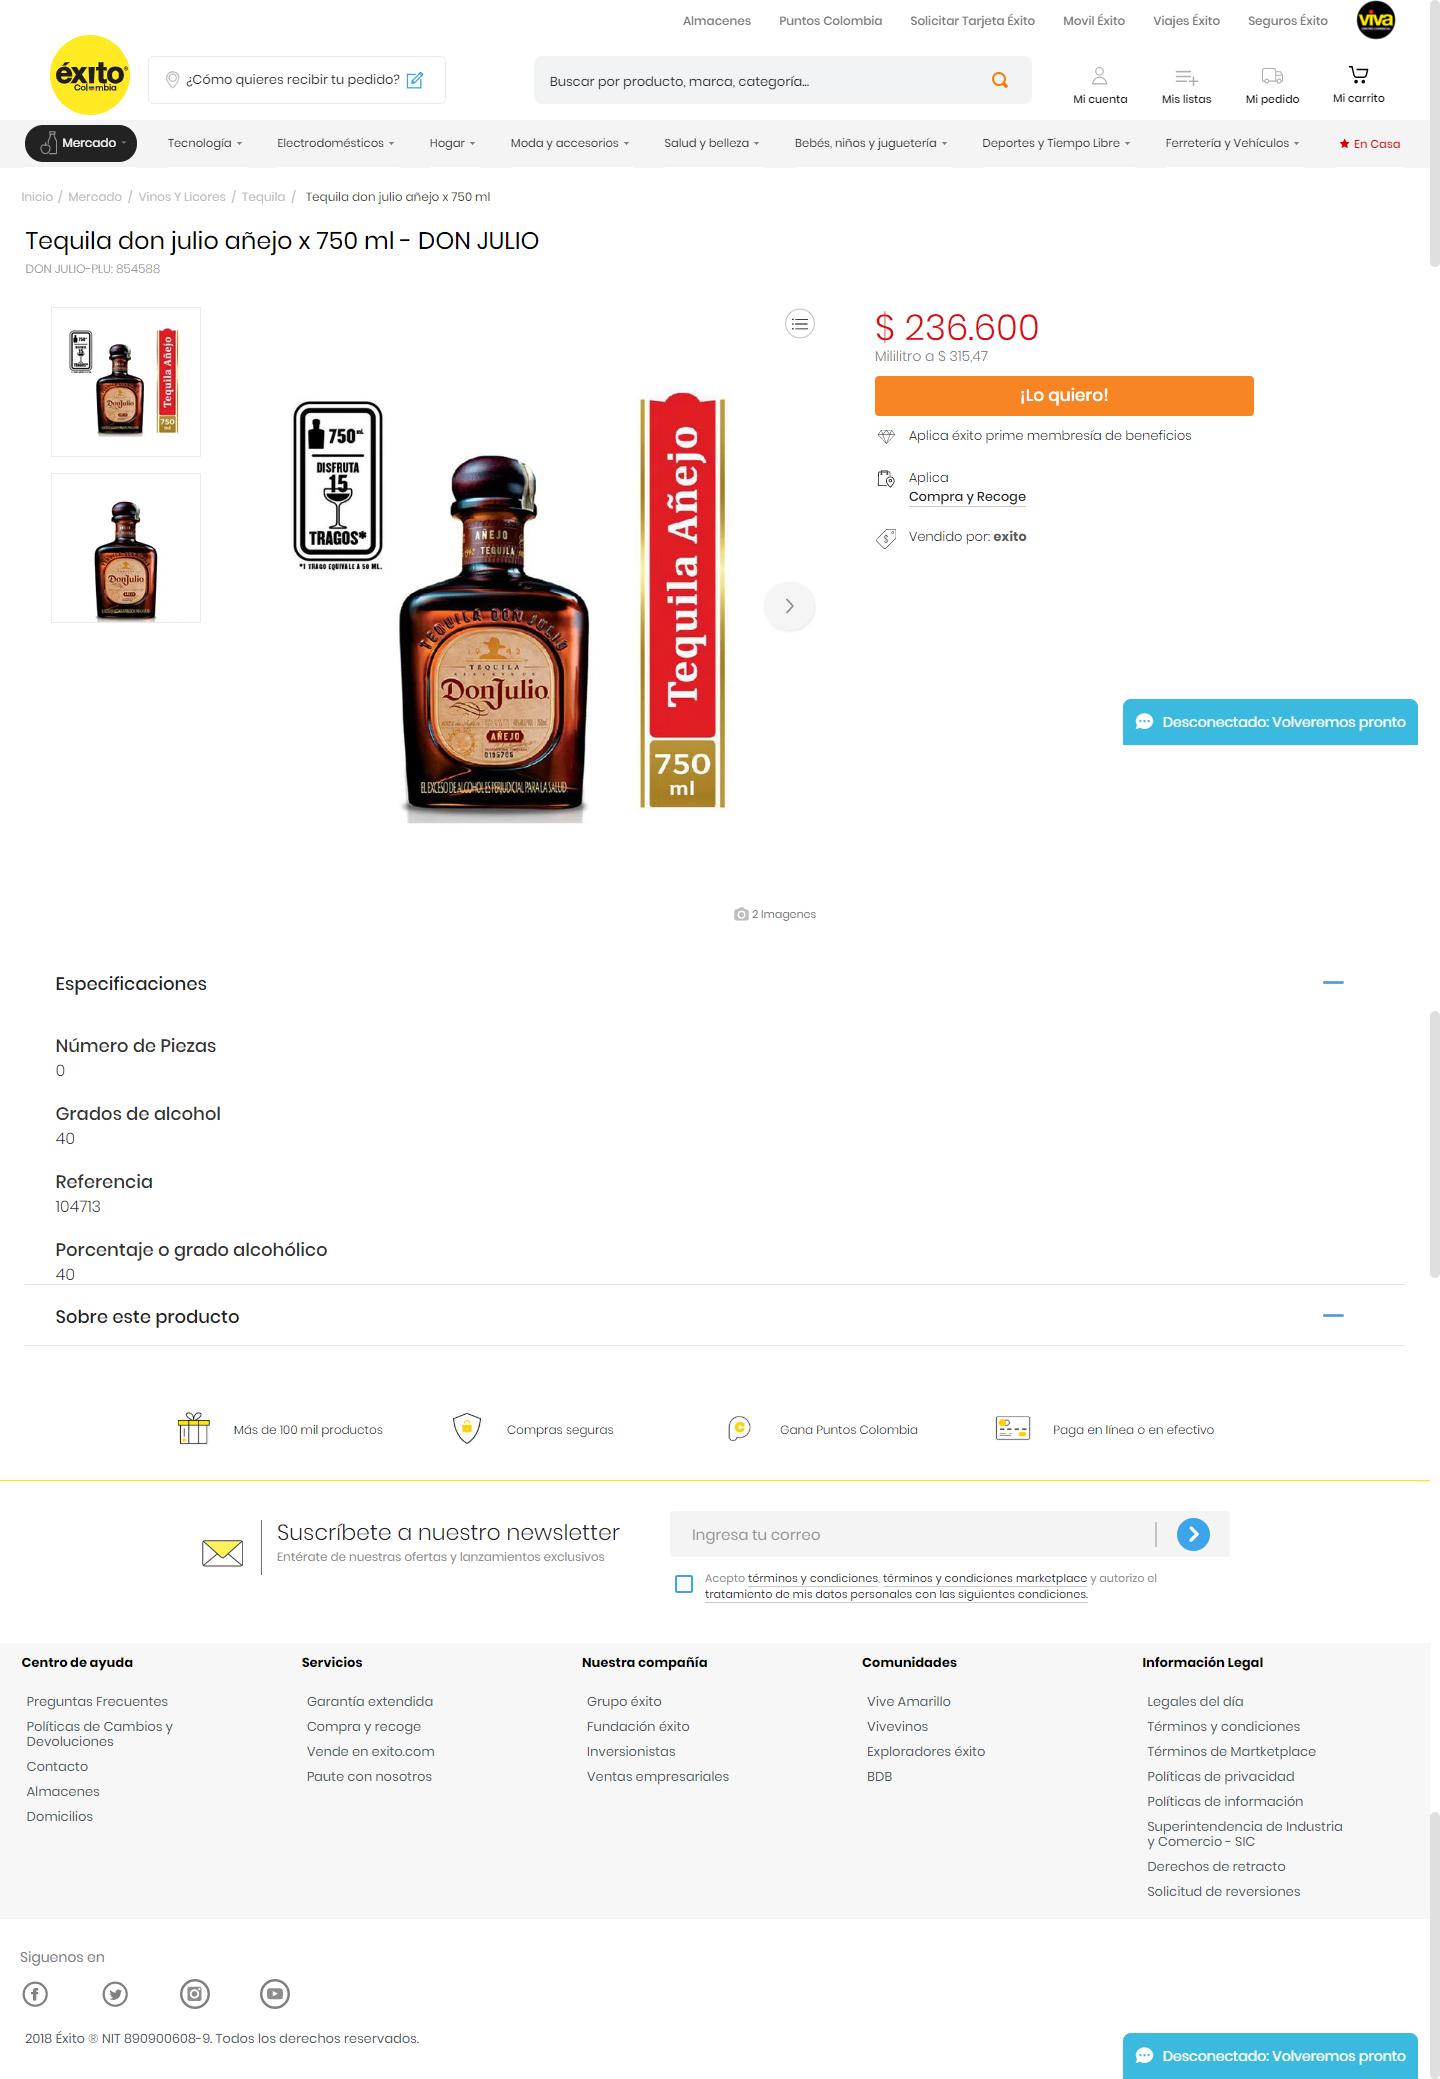 Almacenes Puntos Colombia Solicitar Tarjeta Éxito Movil Éxito Viajes Éxito Seguros Éxito viva
éxito
Colombia
¿Cómo quieres recibir tu pedido?
Buscar por producto, marca, categoría...
Mi cuenta Mis listas Mi pedido Mi carrito
Mercado Tecnología Electrodomésticos Hogar Moda y accesorios Salud y belleza Bebés, niños y juguetería Deportes y Tiempo Libre Ferretería y Vehículos En Casa
Inicio / Mercado / Vinos Y Licores / Tequila / Tequila don julio añejo x 750 ml
Tequila don julio añejo x 750 ml - DON JULIO
DON JULIO-PLU: 854588
$ 236.600
Mililitro a $ 315,47
¡Lo quiero!
Aplica éxito prime membresía de beneficios
Aplica
Compra y Recoge
Vendido por: exito
750 ml
DISFRUTA
15
TRAGOS*
*1 TRAGO EQUIVALE A 50 ML.
AÑEJO
TEQUILA
TEQUILA DON JULIO
1942
TEQUILA
Don Julio
AÑEJO
EL EXCESO DE ALCOHOL ES PERJUDICIAL PARA LA SALUD
Tequila Añejo
750
ml
Desconectado: Volveremos pronto
2 Imagenes
Especificaciones
Número de Piezas
0
Grados de alcohol
40
Referencia
104713
Porcentaje o grado alcohólico
40
Sobre este producto
Más de 100 mil productos Compras seguras Gana Puntos Colombia Paga en línea o en efectivo
Suscríbete a nuestro newsletter
Entérate de nuestras ofertas y lanzamientos exclusivos
Ingresa tu correo
Acepto términos y condiciones, términos y condiciones marketplace y autorizo el
tratamiento de mis datos personales con las siguientes condiciones.
Centro de ayuda
Preguntas Frecuentes
Políticas de Cambios y
Devoluciones
Contacto
Almacenes
Domicilios
Servicios
Garantía extendida
Compra y recoge
Vende en exito.com
Paute con nosotros
Nuestra compañía
Grupo éxito
Fundación éxito
Inversionistas
Ventas empresariales
Comunidades
Vive Amarillo
Vivevinos
Exploradores éxito
BDB
Información Legal
Legales del día
Términos y condiciones
Términos de Martketplace
Políticas de privacidad
Políticas de información
Superintendencia de Industria
y Comercio - SIC
Derechos de retracto
Solicitud de reversiones
Siguenos en
2018 Éxito ® NIT 890900608-9. Todos los derechos reservados.
Desconectado: Volveremos pronto